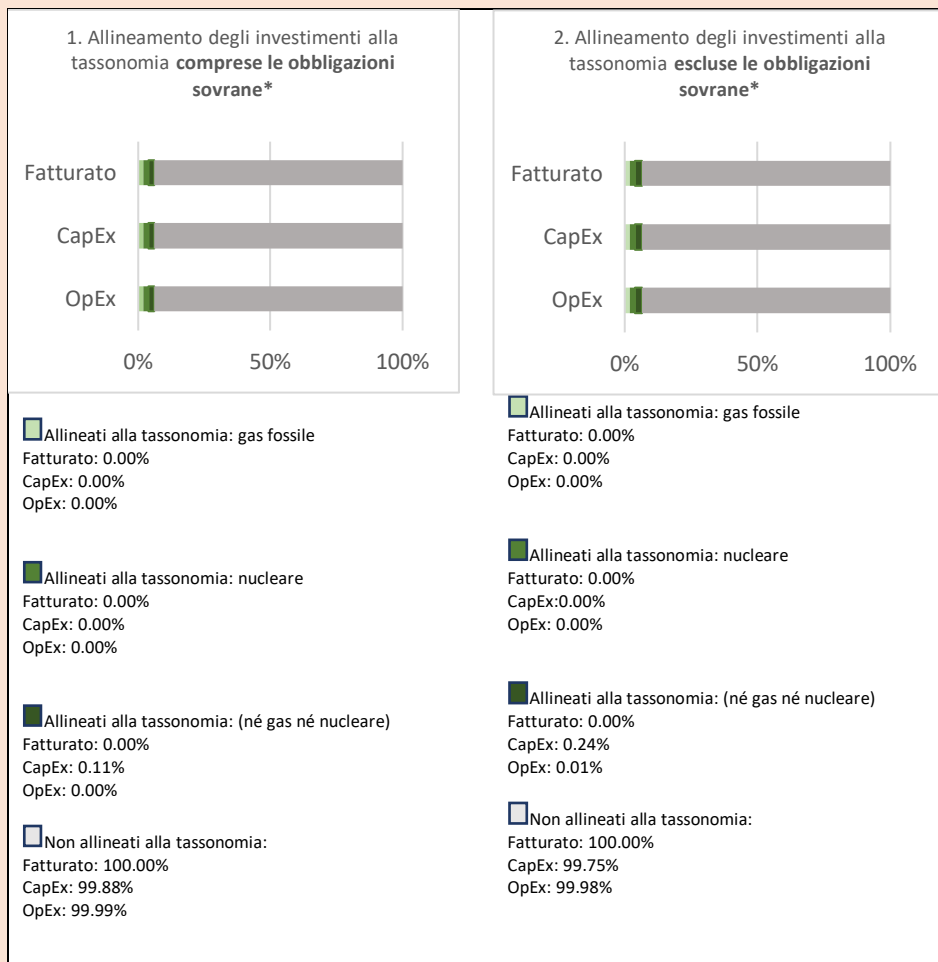 1. Allineamento degli investimenti alla
tassonomia comprese le obbligazioni
sovrane*
Fatturato
CapEx
OpEx
0% 50% 100%
Allineati alla tassonomia: gas fossile
Fatturato: 0.00%
CapEx: 0.00%
OpEx: 0.00%
Allineati alla tassonomia: nucleare
Fatturato: 0.00%
CapEx: 0.00%
OpEx: 0.00%
Allineati alla tassonomia: (né gas né nucleare)
Fatturato: 0.00%
CapEx: 0.11%
OpEx: 0.00%
Non allineati alla tassonomia:
Fatturato: 100.00%
CapEx: 99.88%
OpEx: 99.99%
2. Allineamento degli investimenti alla
tassonomia escluse le obbligazioni
sovrane*
Fatturato
CapEx
OpEx
0% 50% 100%
Allineati alla tassonomia: gas fossile
Fatturato: 0.00%
CapEx: 0.00%
OpEx: 0.00%
Allineati alla tassonomia: nucleare
Fatturato: 0.00%
CapEx:0.00%
OpEx: 0.00%
Allineati alla tassonomia: (né gas né nucleare)
Fatturato: 0.00%
CapEx: 0.24%
OpEx: 0.01%
Non allineati alla tassonomia:
Fatturato: 100.00%
CapEx: 99.75%
OpEx: 99.98%